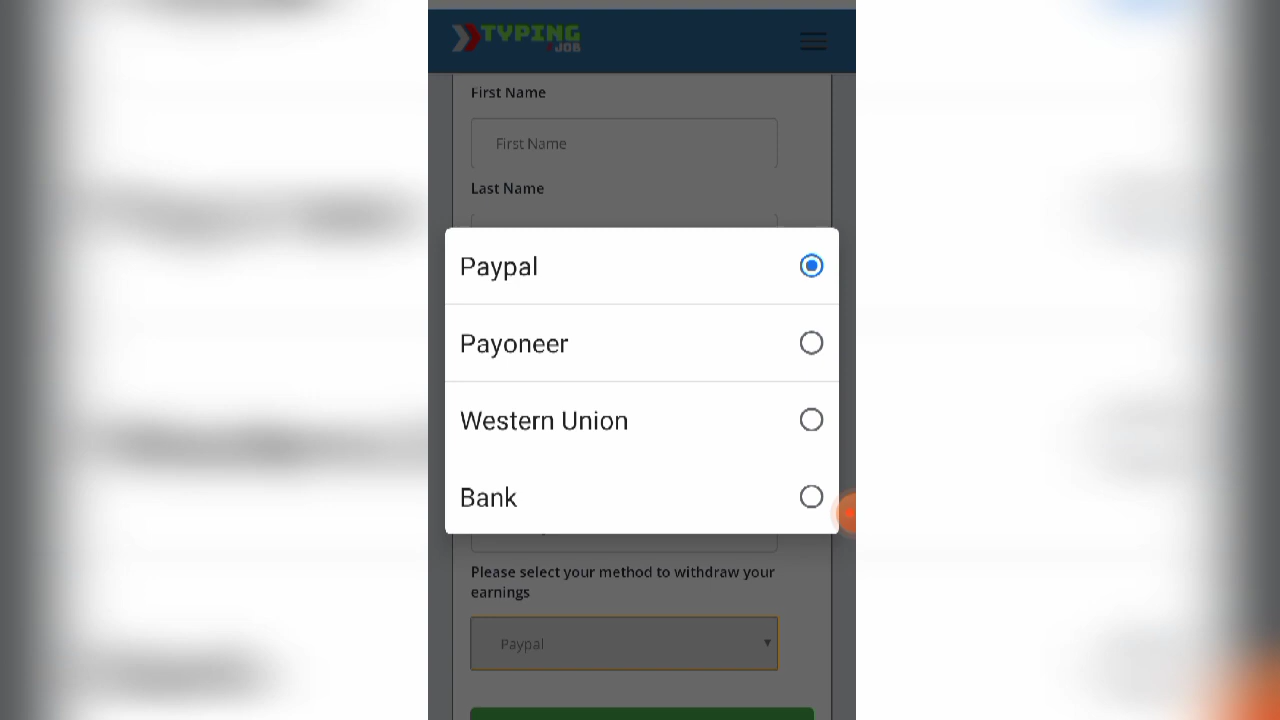 TYPING
JOB
First Name
First Name
Last Name
Paypal
Payoneer
Western Union
Bank
Please select your method to withdraw your
earnings
Paypal